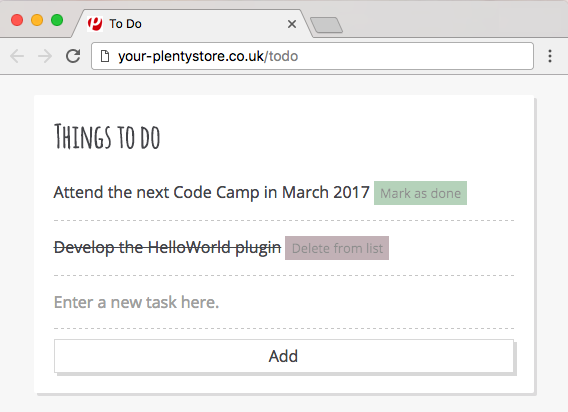 To Do
your-plentystore.co.uk/todo
Things to do
Attend the next Code Camp in March 2017 Mark as done
Develop the HelloWorld plugin Delete from list
Enter a new task here.
Add